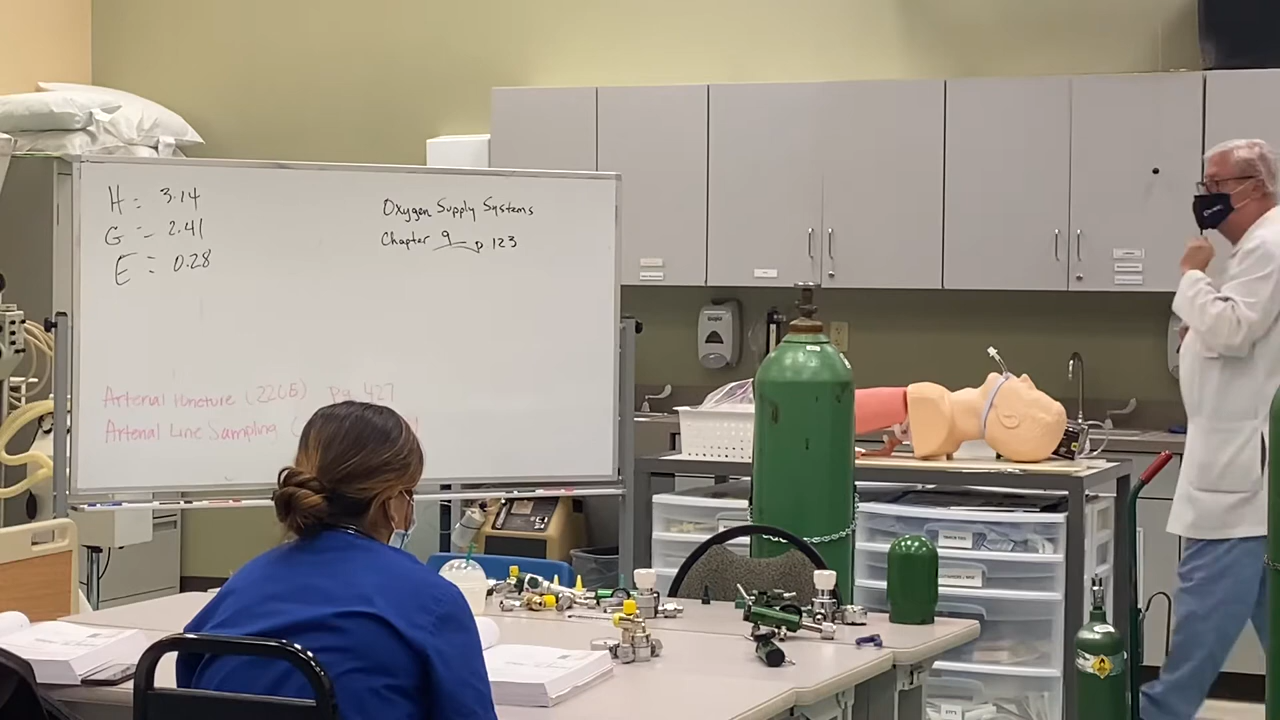 H = 3.14
G = 2.41
E = 0.28
Oxygen Supply Systems
Chapter 9 p 123
Arterial Puncture (220E) pg. 427
Arterial Line Sampling (